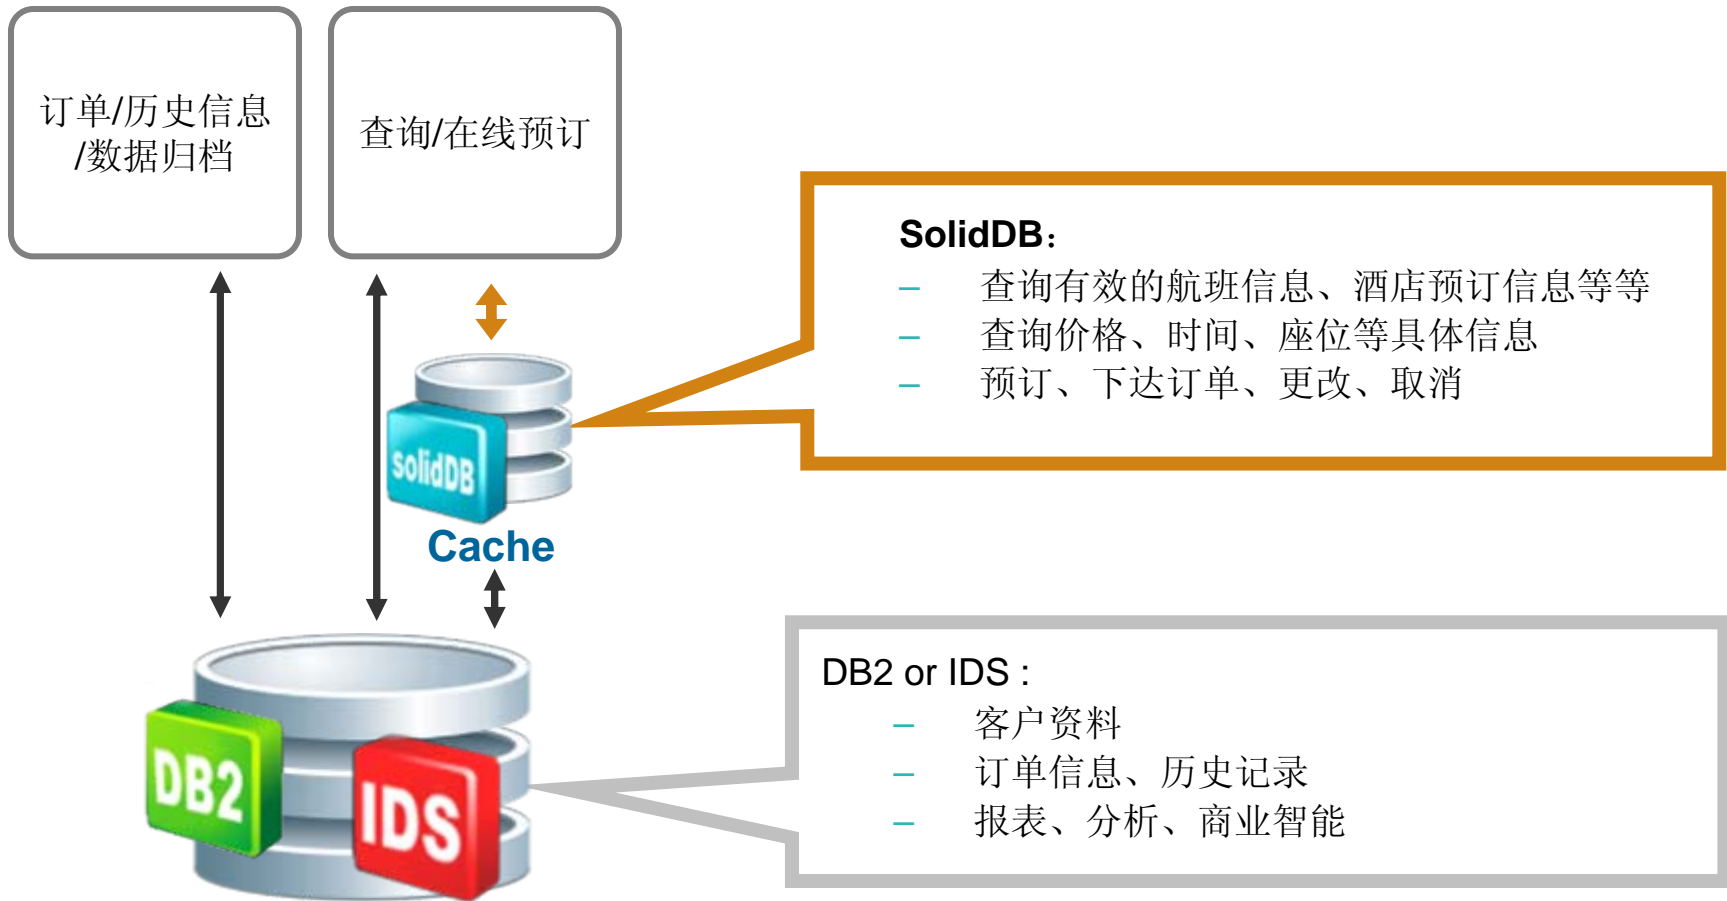 订单/历史信息
/数据归档
查询/在线预订
SolidDB：
– 查询有效的航班信息、酒店预订信息等等
– 查询价格、时间、座位等具体信息
– 预订、下达订单、更改、取消
solidDB
Cache
DB2 or IDS :
– 客户资料
– 订单信息、历史记录
– 报表、分析、商业智能
DB2
IDS